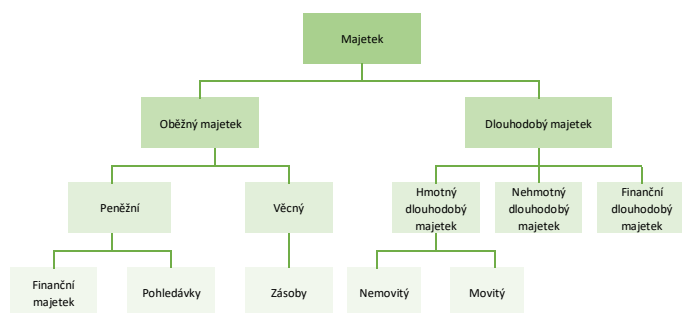 Majetek
Oběžný majetek
Dlouhodobý majetek
Peněžní
Věcný
Hmotný
dlouhodobý
majetek
Nehmotný
dlouhodobý
majetek
Finanční
dlouhodobý
majetek
Finanční
majetek
Pohledávky
Zásoby
Nemovitý
Movitý